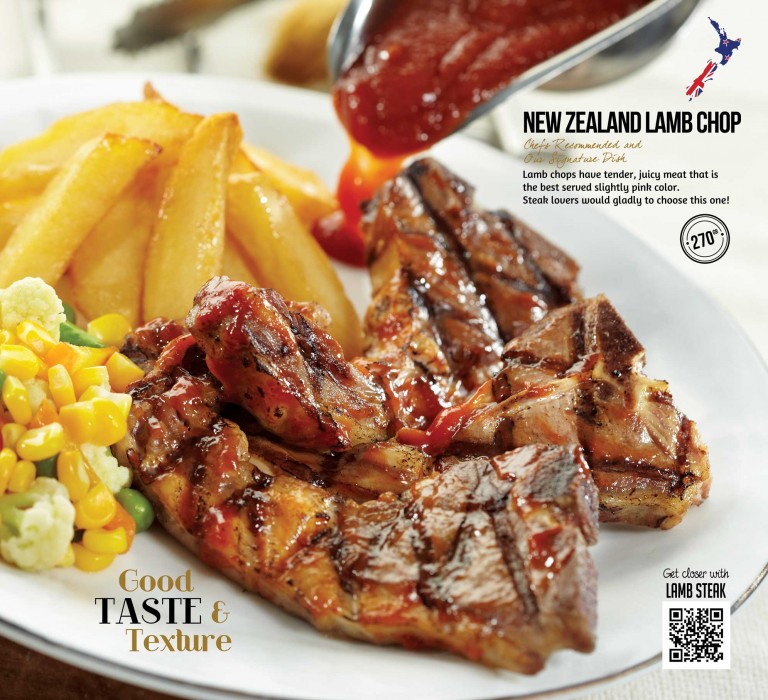 NEW ZEALAND LAMB CHOP
Chef's Recommended and
Our Signature Dish
Lamb chops have tender, juicy meat that is
the best served slightly pink color.
Steak lovers would gladly to choose this one!
270
Good
TASTE &
Texture
Get closer with
LAMB STEAK